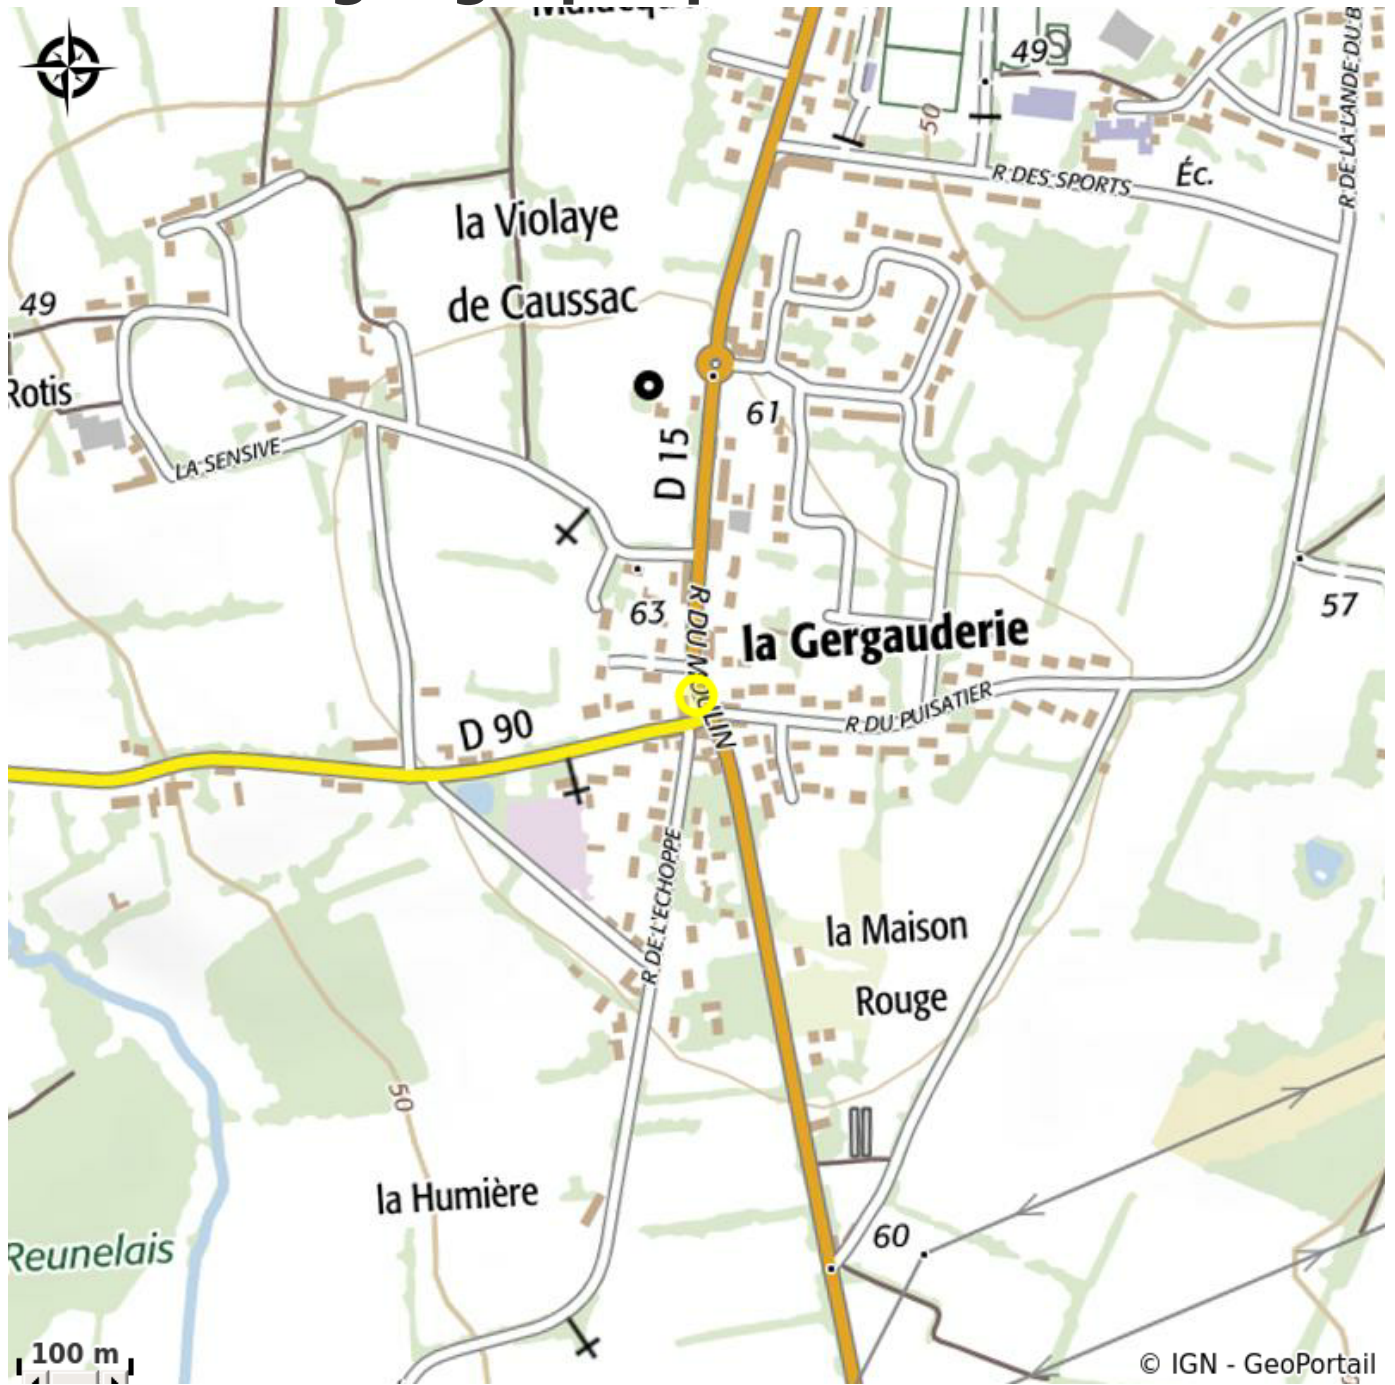 49
50
R DES SPORTS
Éc.
R DE LA LANDE DU B
la Violaye
de Caussac
49
Rotis
61
D 15
LA SENSIVE
57
63
R DU MOULIN
la Gergauderie
D 90
R DU PUISATIER
R DE L'ECHOPPE
la Maison
Rouge
50
la Humière
60
Reunelais
100 m
© IGN - GeoPortail